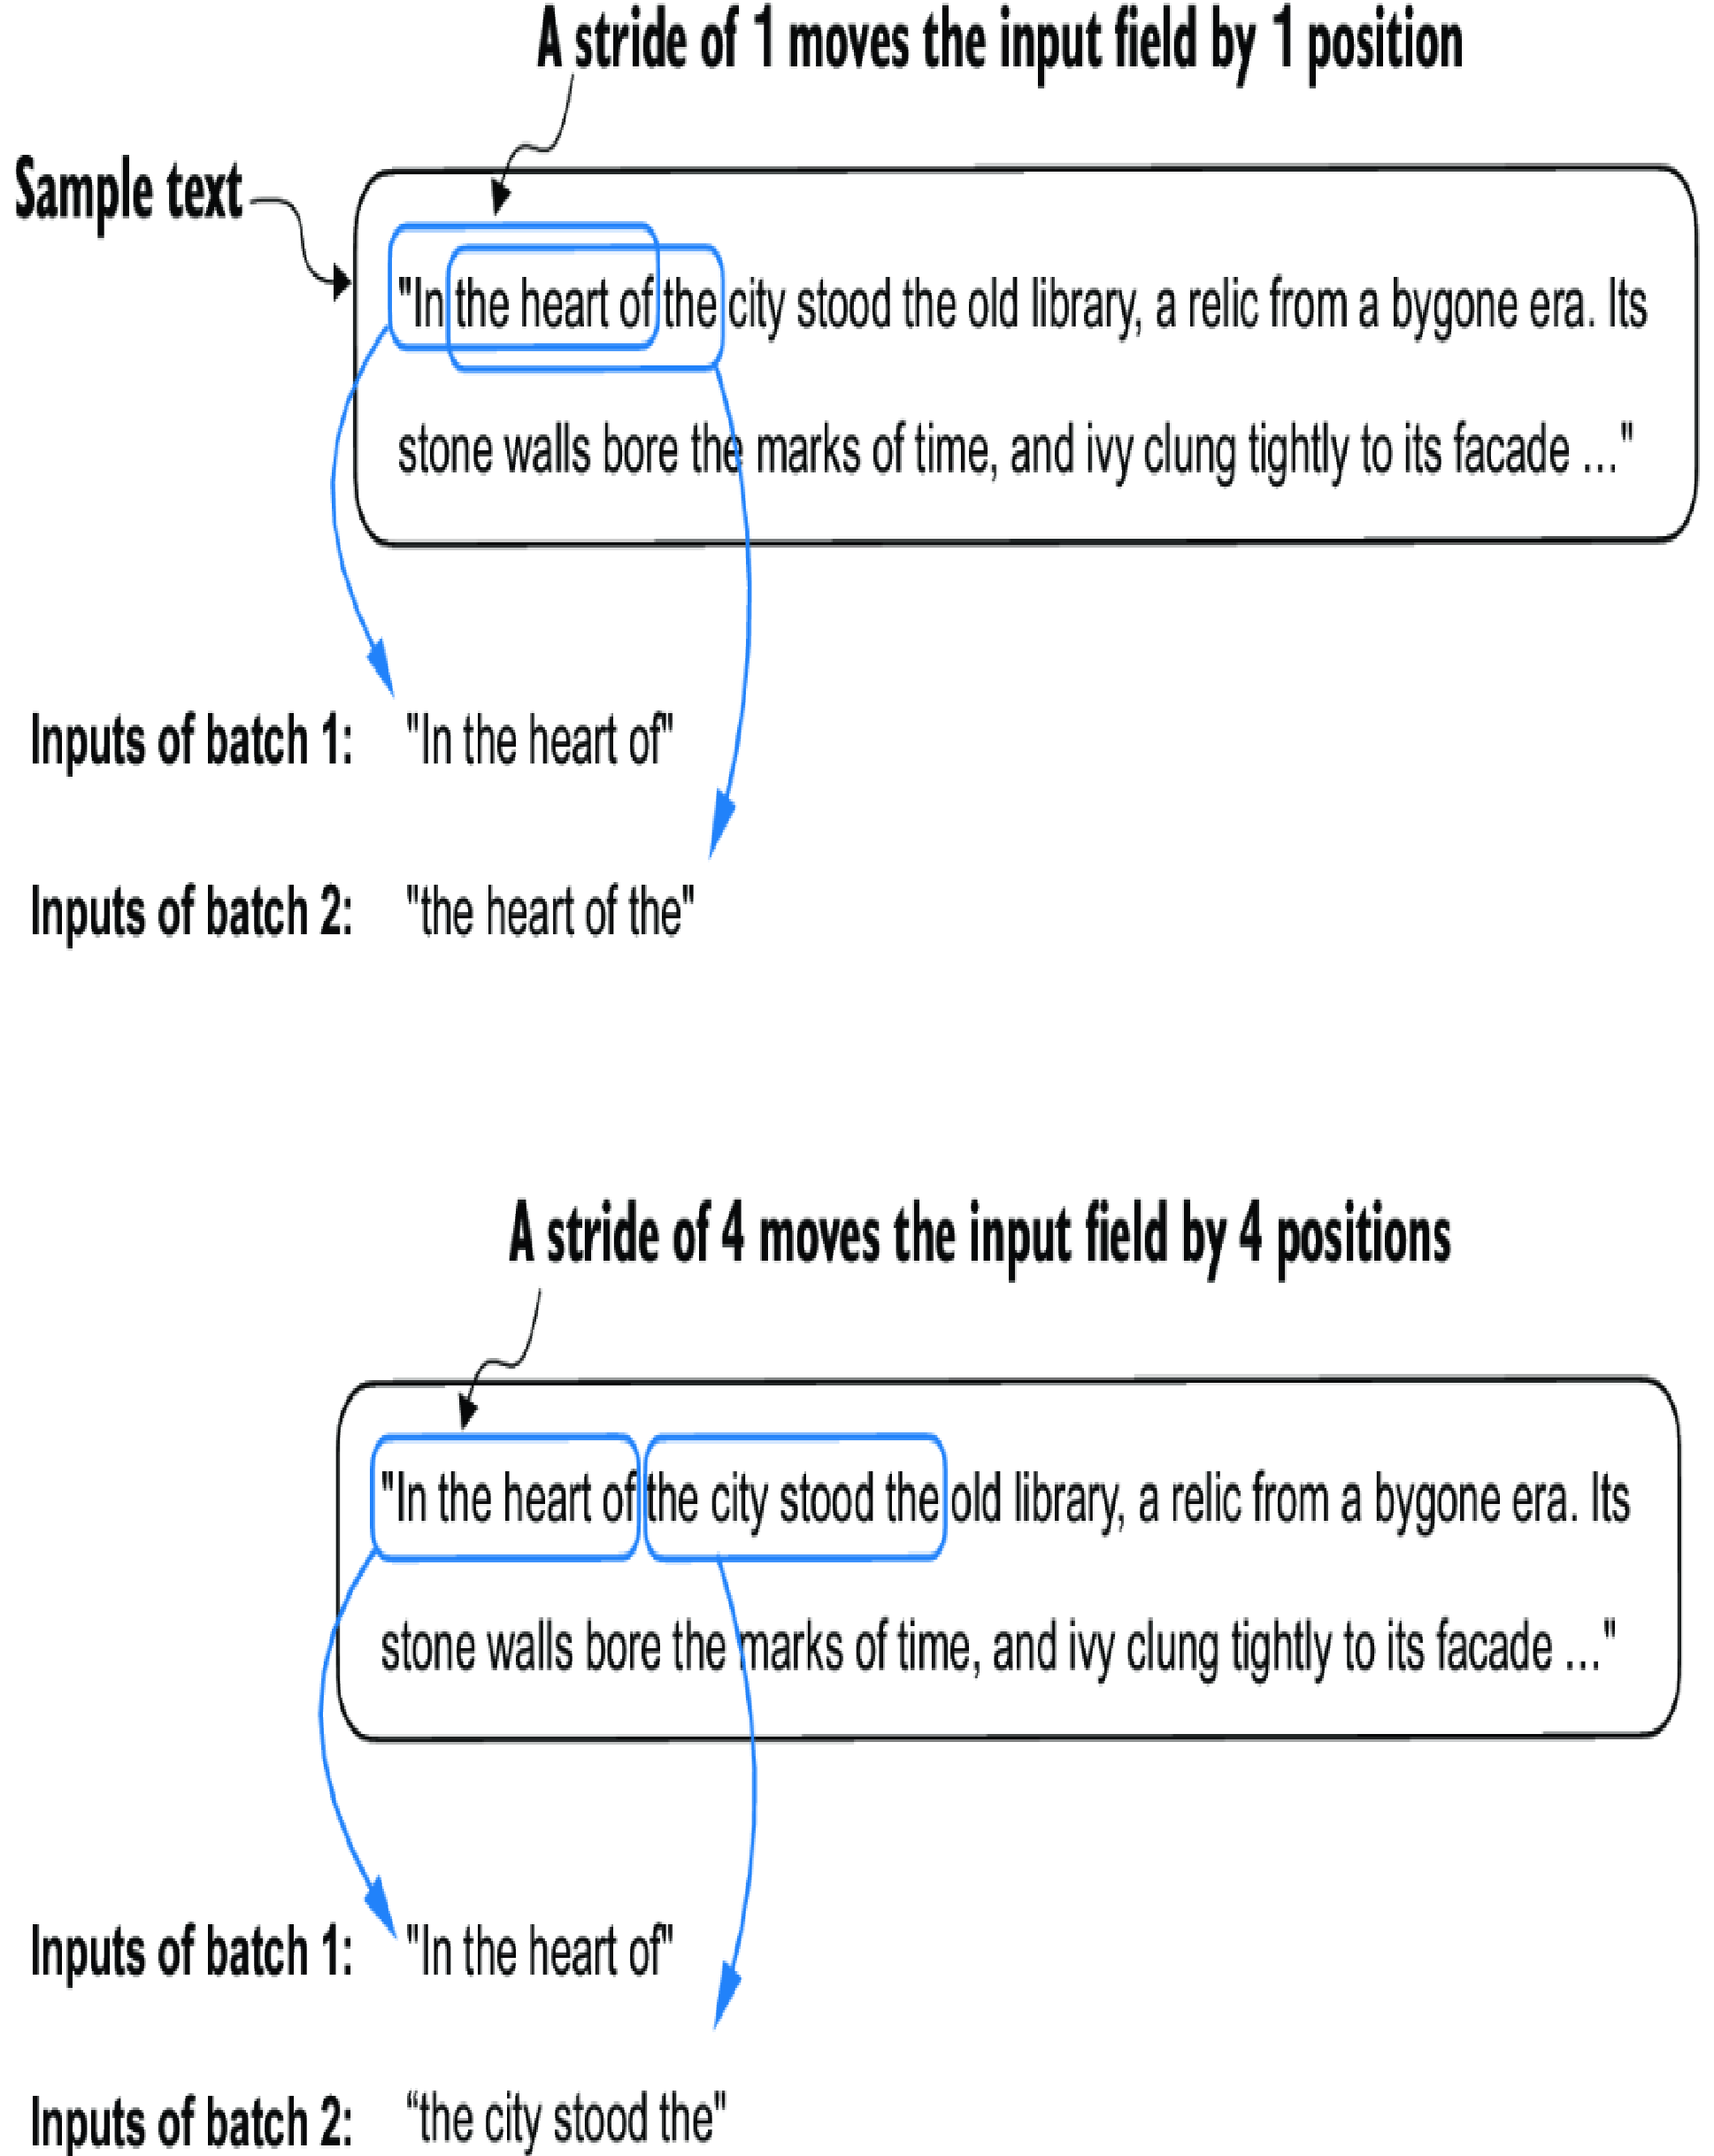 A stride of 1 moves the input field by 1 position
Sample text
"In the heart of the city stood the old library, a relic from a bygone era. Its
stone walls bore the marks of time, and ivy clung tightly to its facade ..."
Inputs of batch 1: "In the heart of"
Inputs of batch 2: "the heart of the"
A stride of 4 moves the input field by 4 positions
"In the heart of the city stood the old library, a relic from a bygone era. Its
stone walls bore the marks of time, and ivy clung tightly to its facade ..."
Inputs of batch 1: "In the heart of"
Inputs of batch 2: “the city stood the"